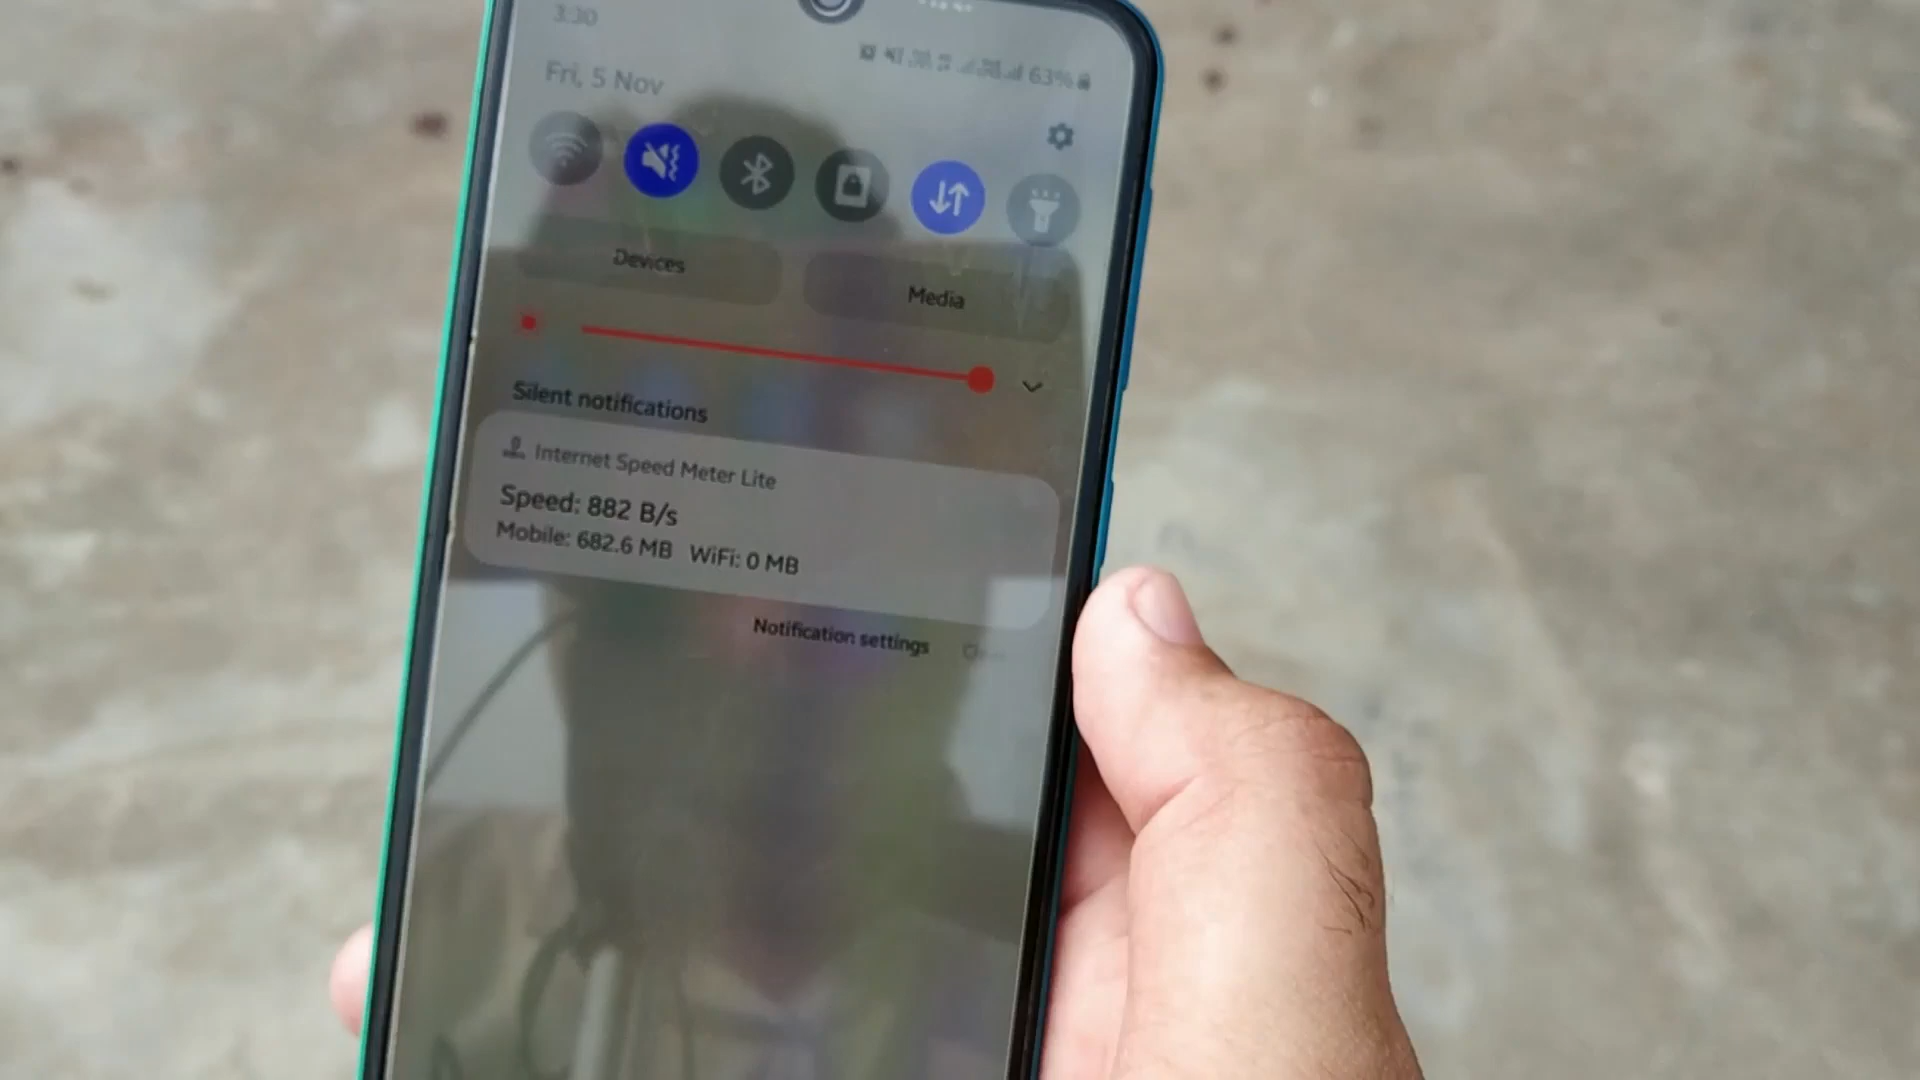 3:30
63%
Fri, 5 Nov
Devices
Media
Silent notifications
Internet Speed Meter Lite
Speed: 882 B/s
Mobile: 682.6 MB WiFi: 0 MB
Notification settings